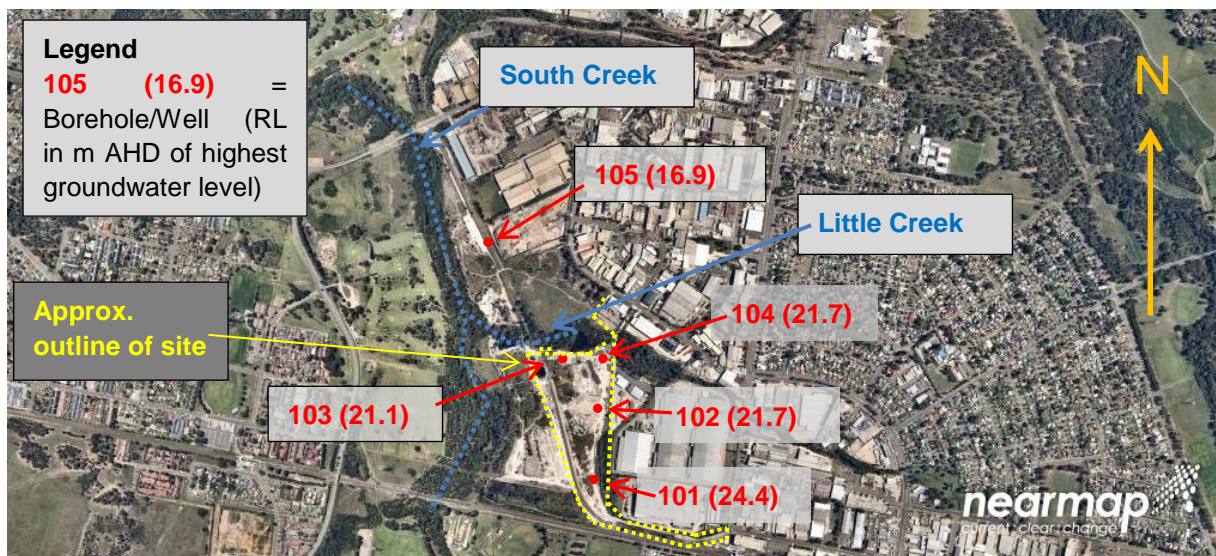 Legend
105 (16.9) =
Borehole/Well (RL
in m AHD of highest
groundwater level)
South Creek
N
105 (16.9)
Little Creek
Approx.
outline of site
104 (21.7)
103 (21.1)
102 (21.7)
101 (24.4)
nearmap
current:clear:change